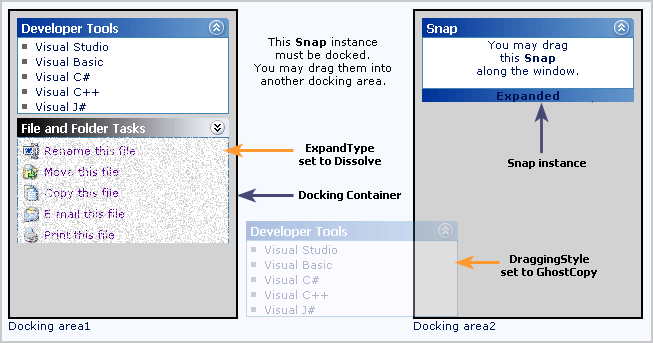 Developer Tools
Visual Studio
Visual Basic
Visual C#
Visual C++
Visual J#
File and Folder Tasks
Rename this file
Move this file
Copy this file
E-mail this file
Print this file
Docking area1
This Snap instance
must be docked.
You may drag them into
another docking area.
ExpandType
set to Dissolve
Docking Container
Developer Tools
Visual Studio
Visual Basic
Visual C#
Visual C++
Visual J#
Snap
You may drag
this Snap
along the window.
Expanded
Snap instance
DraggingStyle
set to GhostCopy
Docking area2